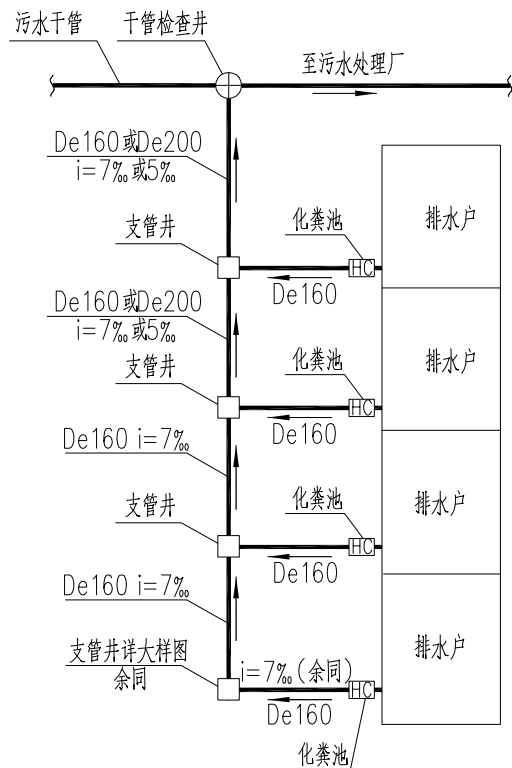 污水干管
干管检查井
至污水处理厂
De160或De200
i=7‰或5‰
支管井
化粪池
HC
De160
排水户
De160或De200
i=7‰或5‰
支管井
化粪池
HC
De160
排水户
De160 i=7‰
支管井
化粪池
HC
De160
排水户
De160 i=7‰
支管井详大样图
余同
i=7‰(余同)
HC
De160
化粪池
排水户